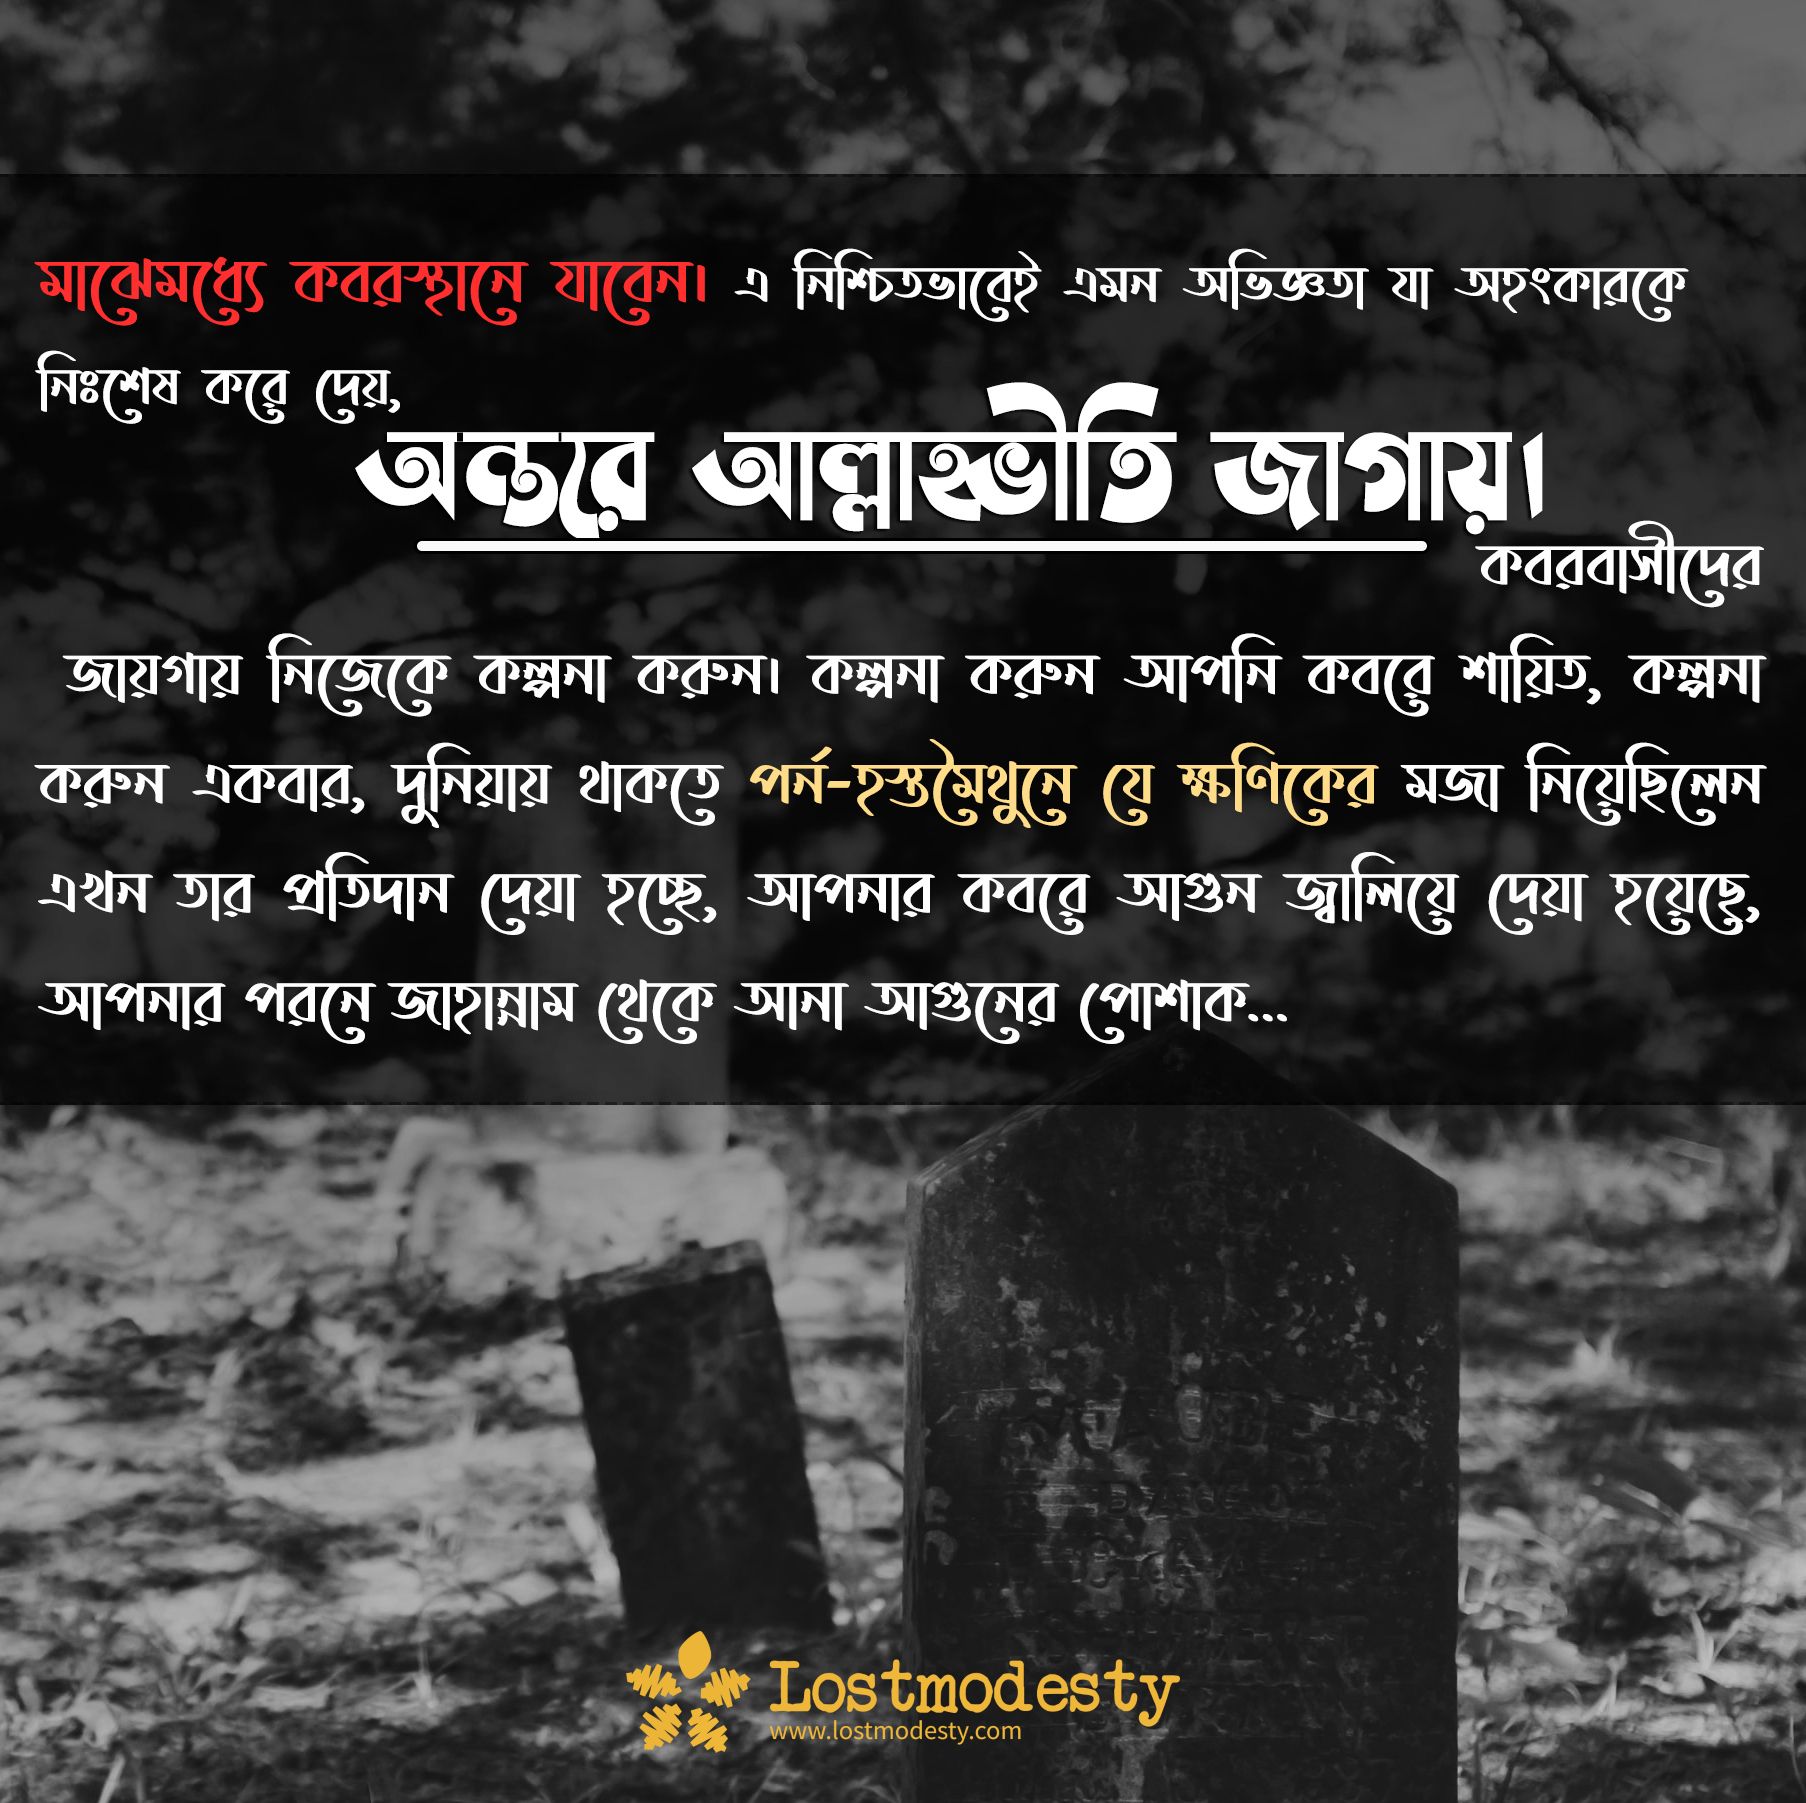 মাঝেমধ্যে কবরস্থানে যাবেন। এ নিশ্চিতভাবেই এমন অভিজ্ঞতা যা অহংকারকে
নিঃশেষ করে দেয়,
অন্তরে আল্লাহভীতি জাগায়।
কবরবাসীদের
জায়গায় নিজেকে কল্পনা করুন। কল্পনা করুন আপনি কবরে শায়িত, কল্পনা
করুন একবার, দুনিয়ায় থাকতে পর্ন-হস্তমৈথুনে যে ক্ষণিকের মজা নিয়েছিলেন
এখন তার প্রতিদান দেয়া হচ্ছে, আপনার কবরে আগুন জ্বালিয়ে দেয়া হয়েছে,
আপনার পরনে জাহান্নাম থেকে আনা আগুনের পোশাক...
Lostmodesty
www.lostmodesty.com